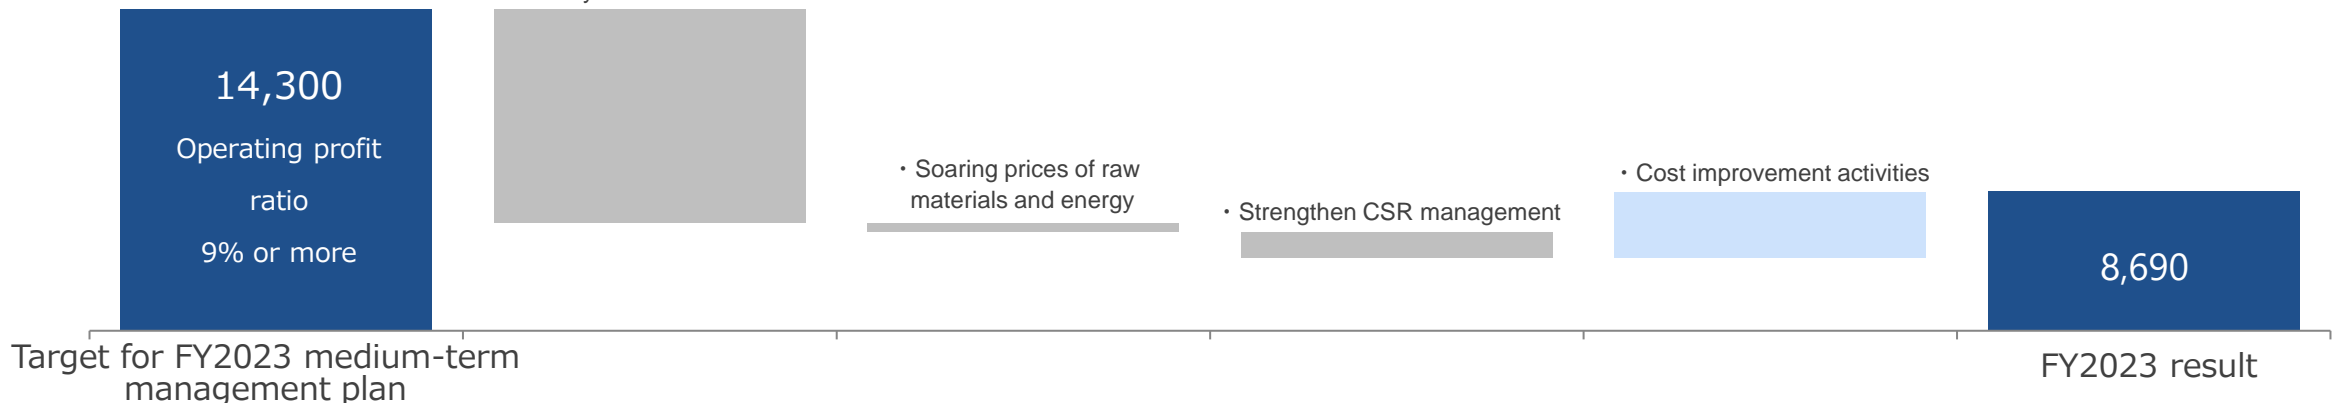 14,300
Operating profit
ratio
9% or more
・Soaring prices of raw
materials and energy
・Strengthen CSR management
・Cost improvement activities
8,690
Target for FY2023 medium-term
management plan
FY2023 result